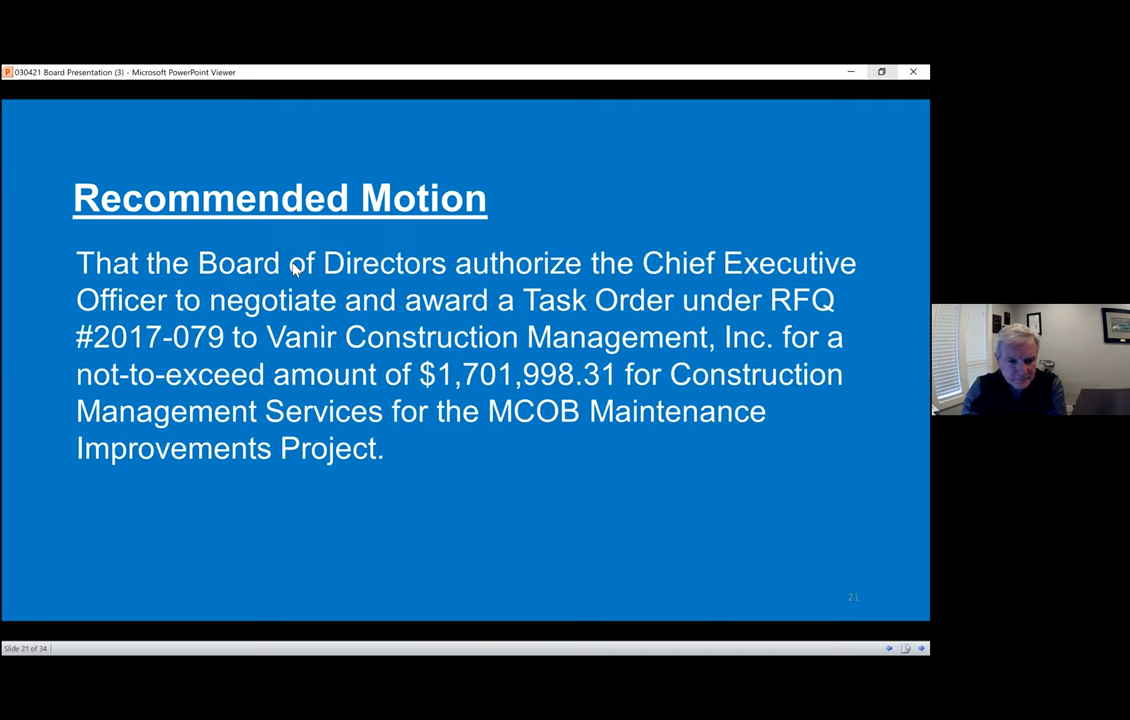 030421 Board Presentation (3) - Microsoft PowerPoint Viewer
Recommended Motion
That the Board of Directors authorize the Chief Executive
Officer to negotiate and award a Task Order under RFQ
#2017-079 to Vanir Construction Management, Inc. for a
not-to-exceed amount of $1,701,998.31 for Construction
Management Services for the MCOB Maintenance
Improvements Project.
21
Slide 21 of 34